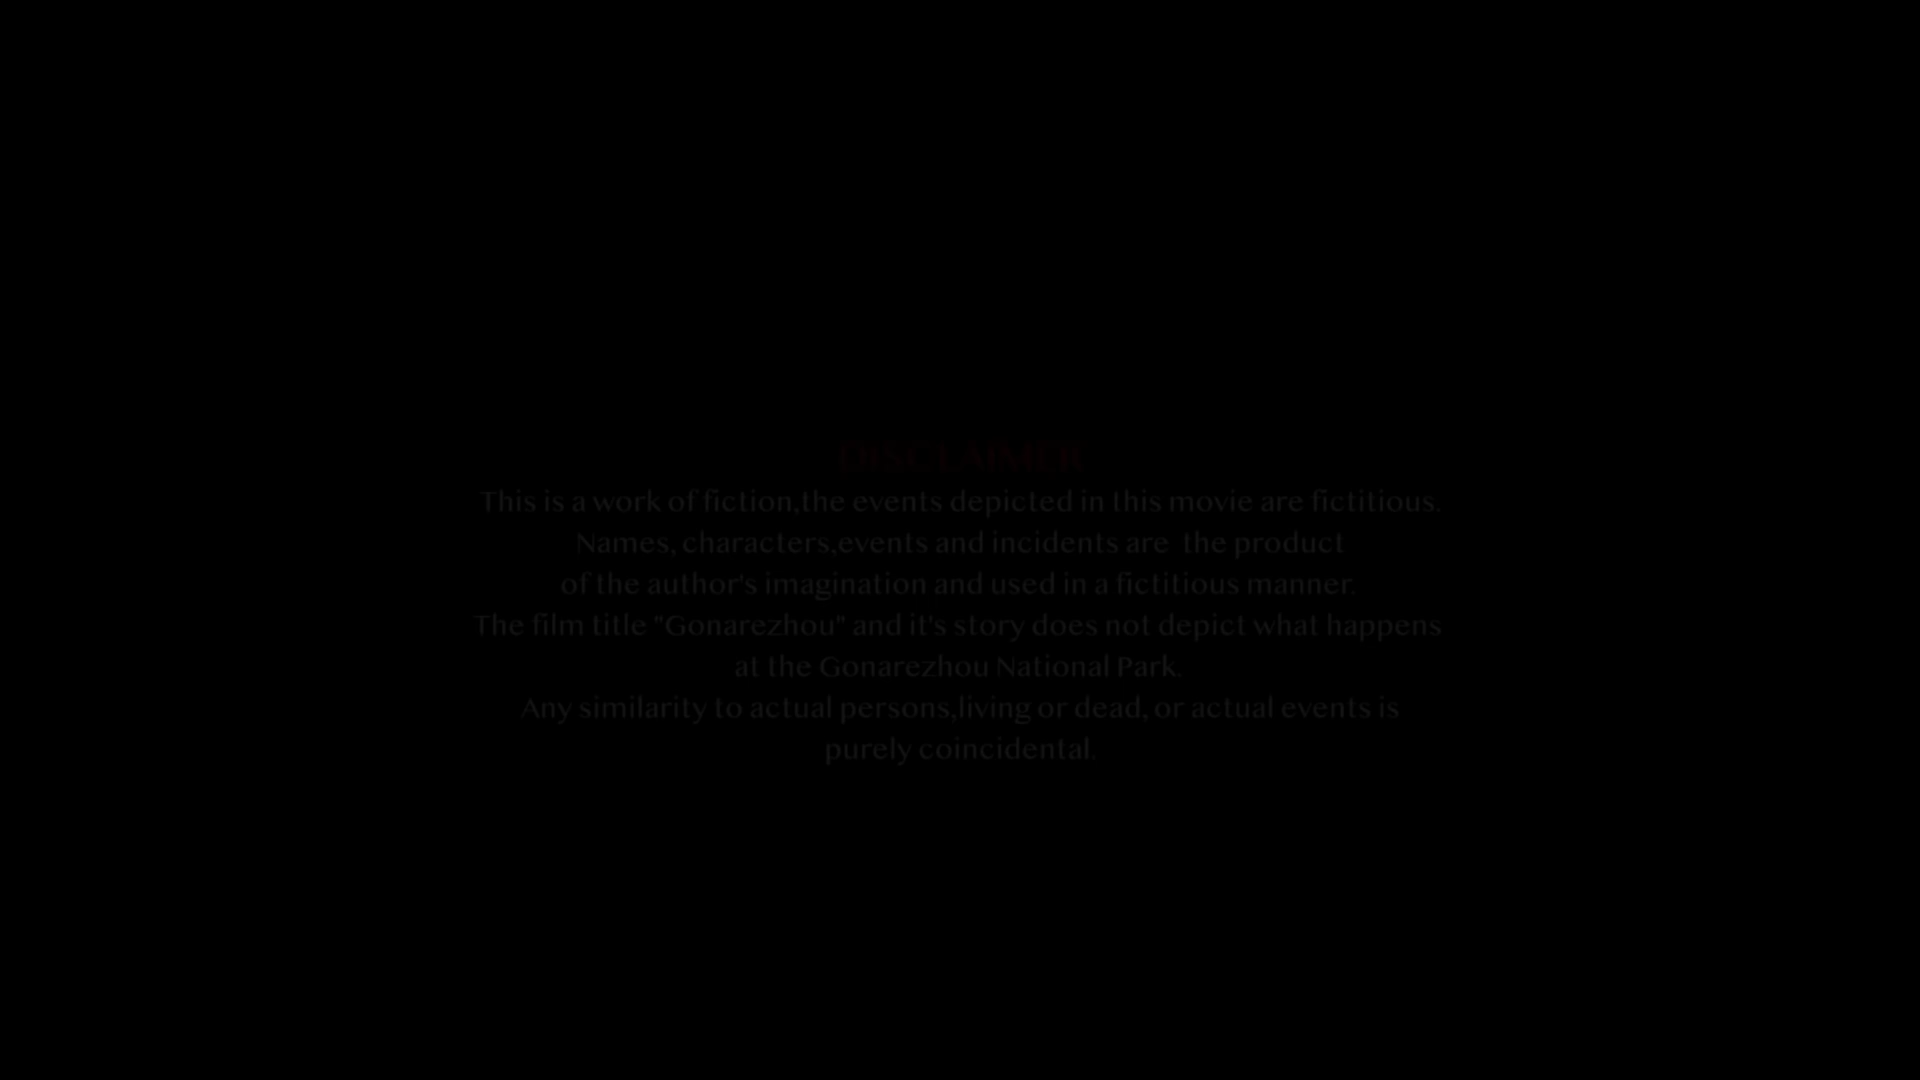 DISCLAIMER
This is a work of fiction,the events depicted in this movie are fictitious.
Names, characters,events and incidents are  the product
of the author's imagination and used in a fictitious manner.
The film title "Gonarezhou" and it's story does not depict what happens
at the Gonarezhou National Park.
Any similarity to actual persons,living or dead, or actual events is
purely coincidental.